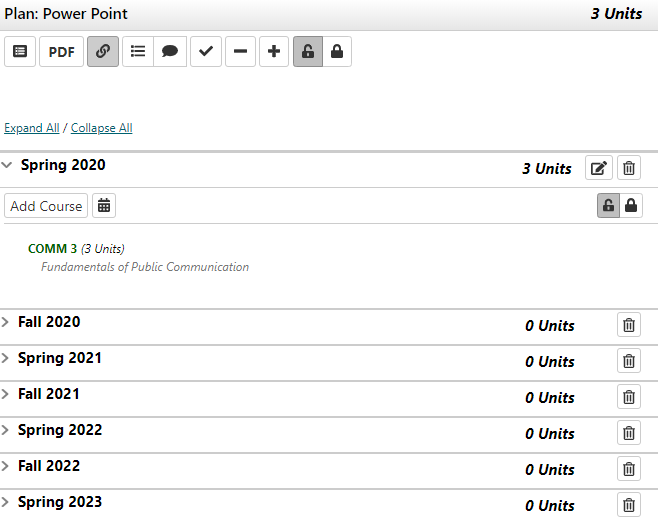 Plan: Power Point 3 Units
PDF
Expand All / Collapse All
Spring 2020 3 Units
Add Course
COMM 3 (3 Units)
Fundamentals of Public Communication
Fall 2020 0 Units
Spring 2021 0 Units
Fall 2021 0 Units
Spring 2022 0 Units
Fall 2022 0 Units
Spring 2023 0 Units